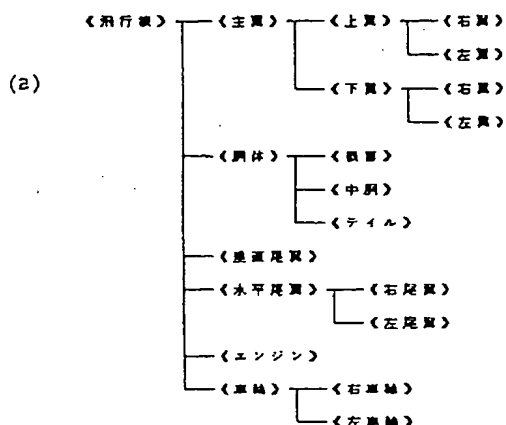 《飛行機》 《主翼》 《上翼》 《右翼》
《左翼》
(2) 《下翼》 《右翼》
《左翼》
《胴体》 《機首》
《中胴》
《テイル》
《垂直尾翼》
《水平尾翼》 《右尾翼》
《左尾翼》
《エンジン》
《車輪》 《右車輪》
《左車輪》